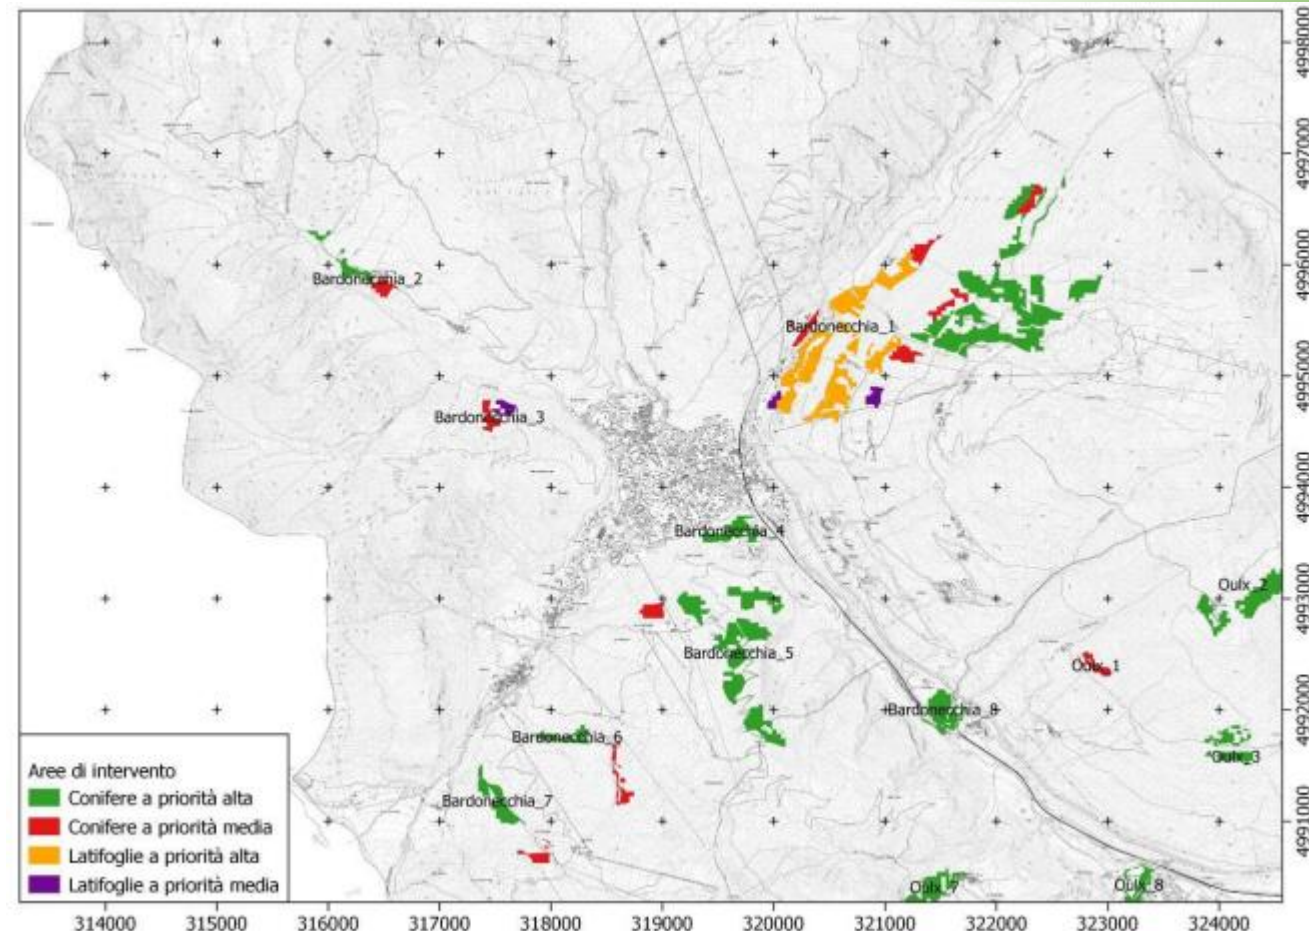 4998000
4997000
4996000
Bardonecchia_2
Bardonecchia_1
4995000
Bardonecchia_3
4994000
Bardonecchia_4
Oulx_2
4993000
Bardonecchia_5
Oulx_1
Bardonecchia_8
4992000
Bardonecchia_6
Oulx_3
Aree di intervento
Conifere a priorità alta
Bardonecchia_7
Conifere a priorità media
4991000
Latifoglie a priorità alta
Latifoglie a priorità media
Oulx_7
Oulx_8
314000 315000 316000 317000 318000 319000 320000 321000 322000 323000 324000